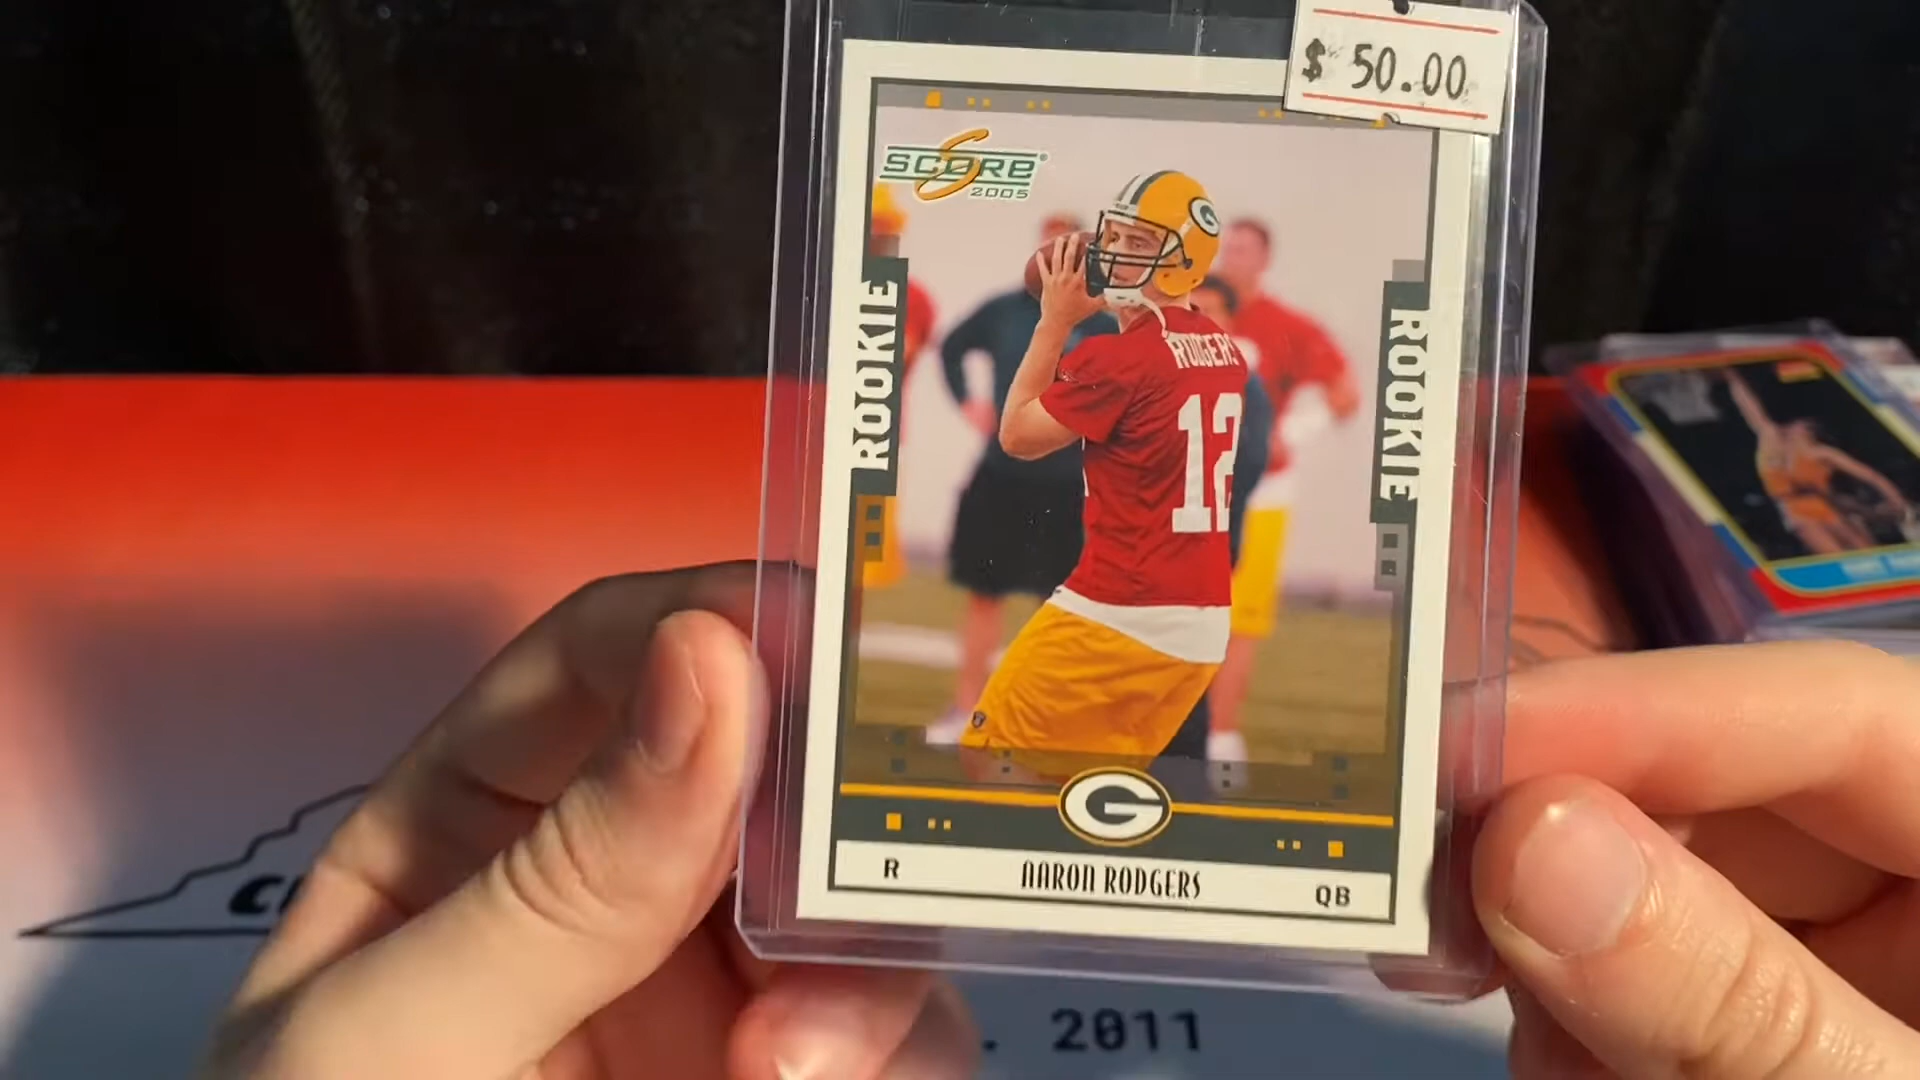 $ 50.00
SCORE
2005
ROOKIE
ROOKIE
RODGERS
12
G
R AARON RODGERS QB
2011